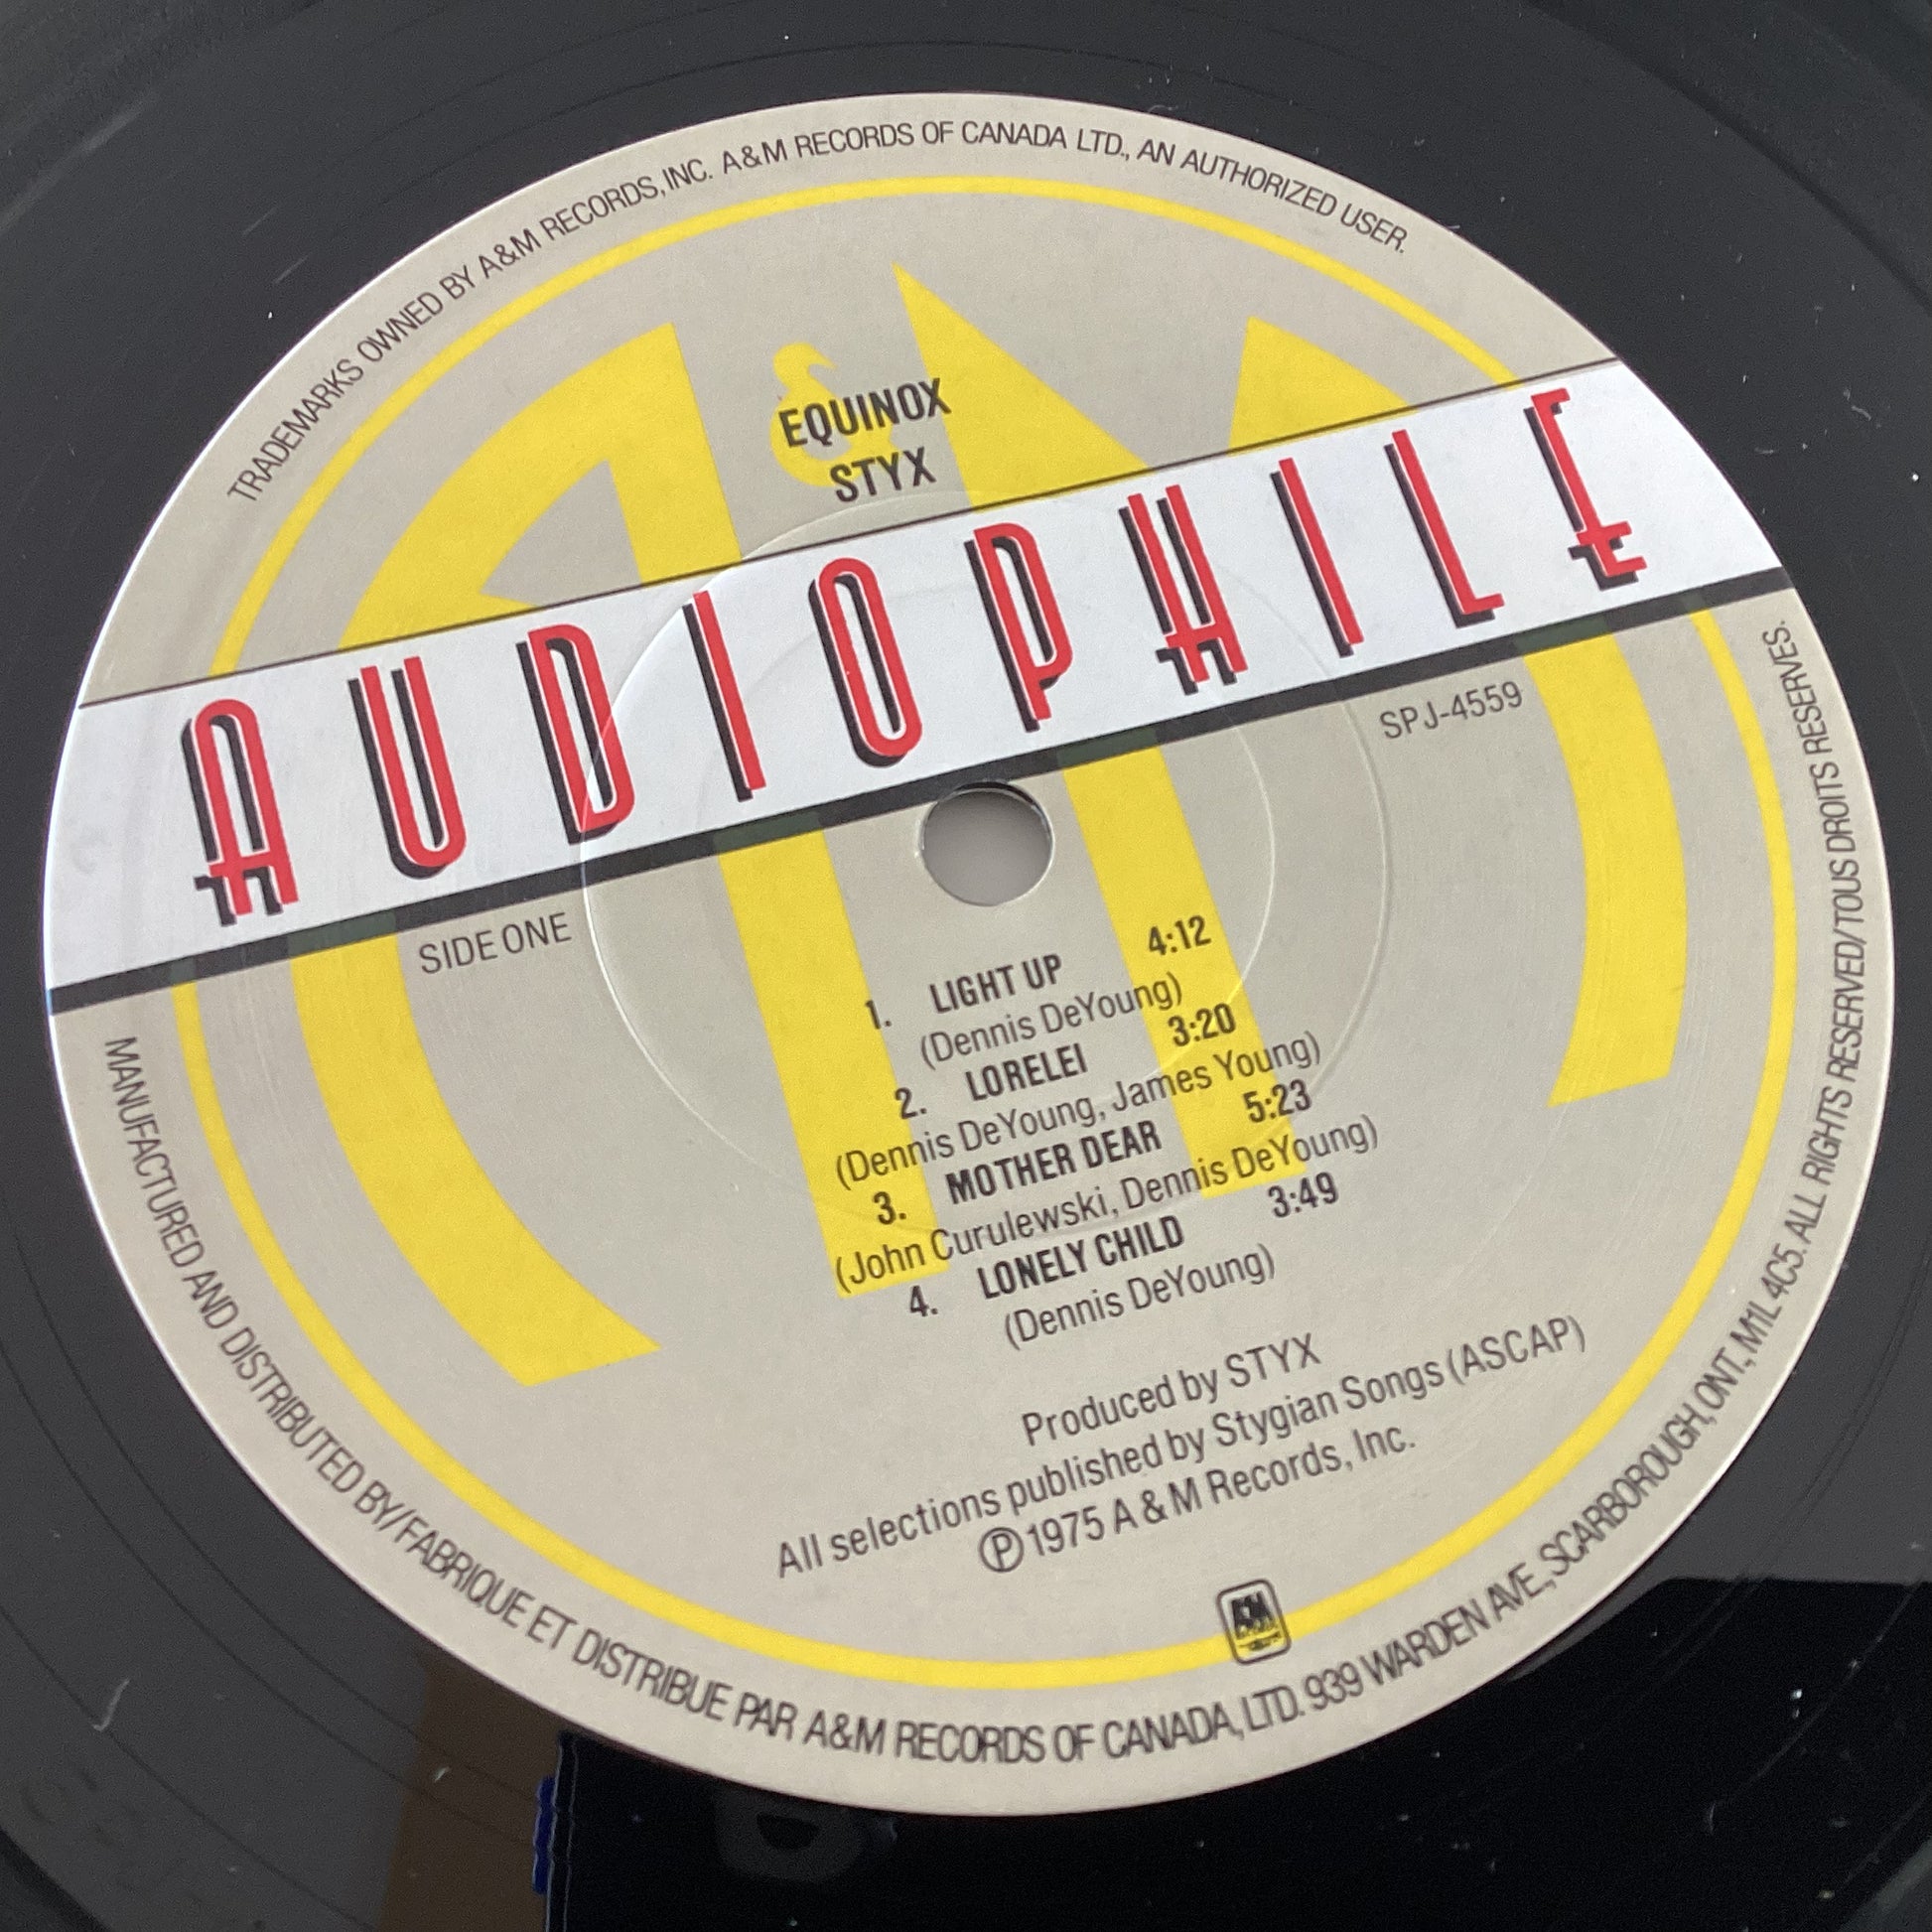 TRADEMARKS OWNED BY A&M RECORDS, INC. A&M RECORDS OF CANADA LTD., AN AUTHORIZED USER.
&
EQUINOX
STYX
AUDIOPHILE
SIDE ONE
SPJ-4559
1. LIGHT UP 4:12
(Dennis DeYoung)
2. LORELEI 3:20
(Dennis DeYoung, James Young)
3. MOTHER DEAR 5:23
(John Curulewski, Dennis DeYoung)
4. LONELY CHILD 3:49
(Dennis DeYoung)
Produced by STYX
All selections published by Stygian Songs (ASCAP)
Ⓟ1975 A & M Records, Inc.
A&M
MANUFACTURED AND DISTRIBUTED BY/FABRIQUE ET DISTRIBUE PAR A&M RECORDS OF CANADA, LTD. 939 WARDEN AVE., SCARBOROUGH, ONT., M1L 4C5. ALL RIGHTS RESERVED/TOUS DROITS RESERVES.